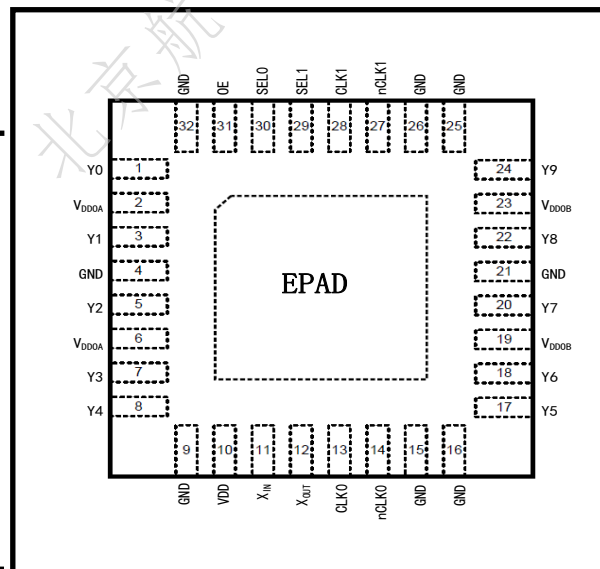 北京航
GND OE SEL0 SEL1 CLK1 nCLK1 GND GND
32 31 30 29 28 27 26 25
Y0 1 24 Y9
VDDOA 2 23 VDDOB
Y1 3 22 Y8
GND 4 21 GND
EPAD
Y2 5 20 Y7
VDDOA 6 19 VDDOB
Y3 7 18 Y6
Y4 8 17 Y5
9 10 11 12 13 14 15 16
GND VDD XIN XOUT CLK0 nCLK0 GND GND